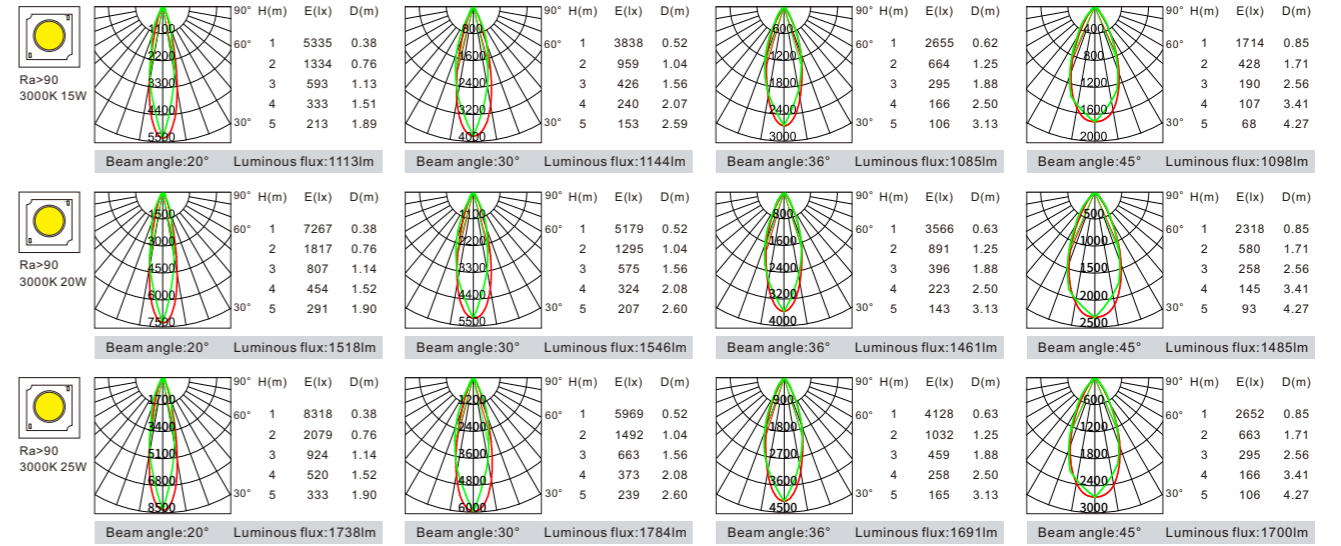 90° H(m) E(lx) D(m)
1100
60° 1 5335 0.38
2200
2 1334 0.76
3300
3 593 1.13
4400
4 333 1.51
30° 5 213 1.89
5500
Ra>90
3000K 15W
Beam angle:20° Luminous flux:1113lm
90° H(m) E(lx) D(m)
800
60° 1 3838 0.52
1600
2 959 1.04
2400
3 426 1.56
3200
4 240 2.07
30° 5 153 2.59
4000
Beam angle:30° Luminous flux:1144lm
90° H(m) E(lx) D(m)
600
60° 1 2655 0.62
1200
2 664 1.25
1800
3 295 1.88
2400
4 166 2.50
30° 5 106 3.13
3000
Beam angle:36° Luminous flux:1085lm
90° H(m) E(lx) D(m)
400
60° 1 1714 0.85
800
2 428 1.71
1200
3 190 2.56
1600
4 107 3.41
30° 5 68 4.27
2000
Beam angle:45° Luminous flux:1098lm
90° H(m) E(lx) D(m)
1500
60° 1 7267 0.38
3000
2 1817 0.76
4500
3 807 1.14
6000
4 454 1.52
30° 5 291 1.90
7500
Ra>90
3000K 20W
Beam angle:20° Luminous flux:1518lm
90° H(m) E(lx) D(m)
1100
60° 1 5179 0.52
2200
2 1295 1.04
3300
3 575 1.56
4400
4 324 2.08
30° 5 207 2.60
5500
Beam angle:30° Luminous flux:1546lm
90° H(m) E(lx) D(m)
800
60° 1 3566 0.63
1600
2 891 1.25
2400
3 396 1.88
3200
4 223 2.50
30° 5 143 3.13
4000
Beam angle:36° Luminous flux:1461lm
90° H(m) E(lx) D(m)
500
60° 1 2318 0.85
1000
2 580 1.71
1500
3 258 2.56
2000
4 145 3.41
30° 5 93 4.27
2500
Beam angle:45° Luminous flux:1485lm
90° H(m) E(lx) D(m)
1700
60° 1 8318 0.38
3400
2 2079 0.76
5100
3 924 1.14
6800
4 520 1.52
30° 5 333 1.90
8500
Ra>90
3000K 25W
Beam angle:20° Luminous flux:1738lm
90° H(m) E(lx) D(m)
1200
60° 1 5969 0.52
2400
2 1492 1.04
3600
3 663 1.56
4800
4 373 2.08
30° 5 239 2.60
6000
Beam angle:30° Luminous flux:1784lm
90° H(m) E(lx) D(m)
900
60° 1 4128 0.63
1800
2 1032 1.25
2700
3 459 1.88
3600
4 258 2.50
30° 5 165 3.13
4500
Beam angle:36° Luminous flux:1691lm
90° H(m) E(lx) D(m)
600
60° 1 2652 0.85
1200
2 663 1.71
1800
3 295 2.56
2400
4 166 3.41
30° 5 106 4.27
3000
Beam angle:45° Luminous flux:1700lm